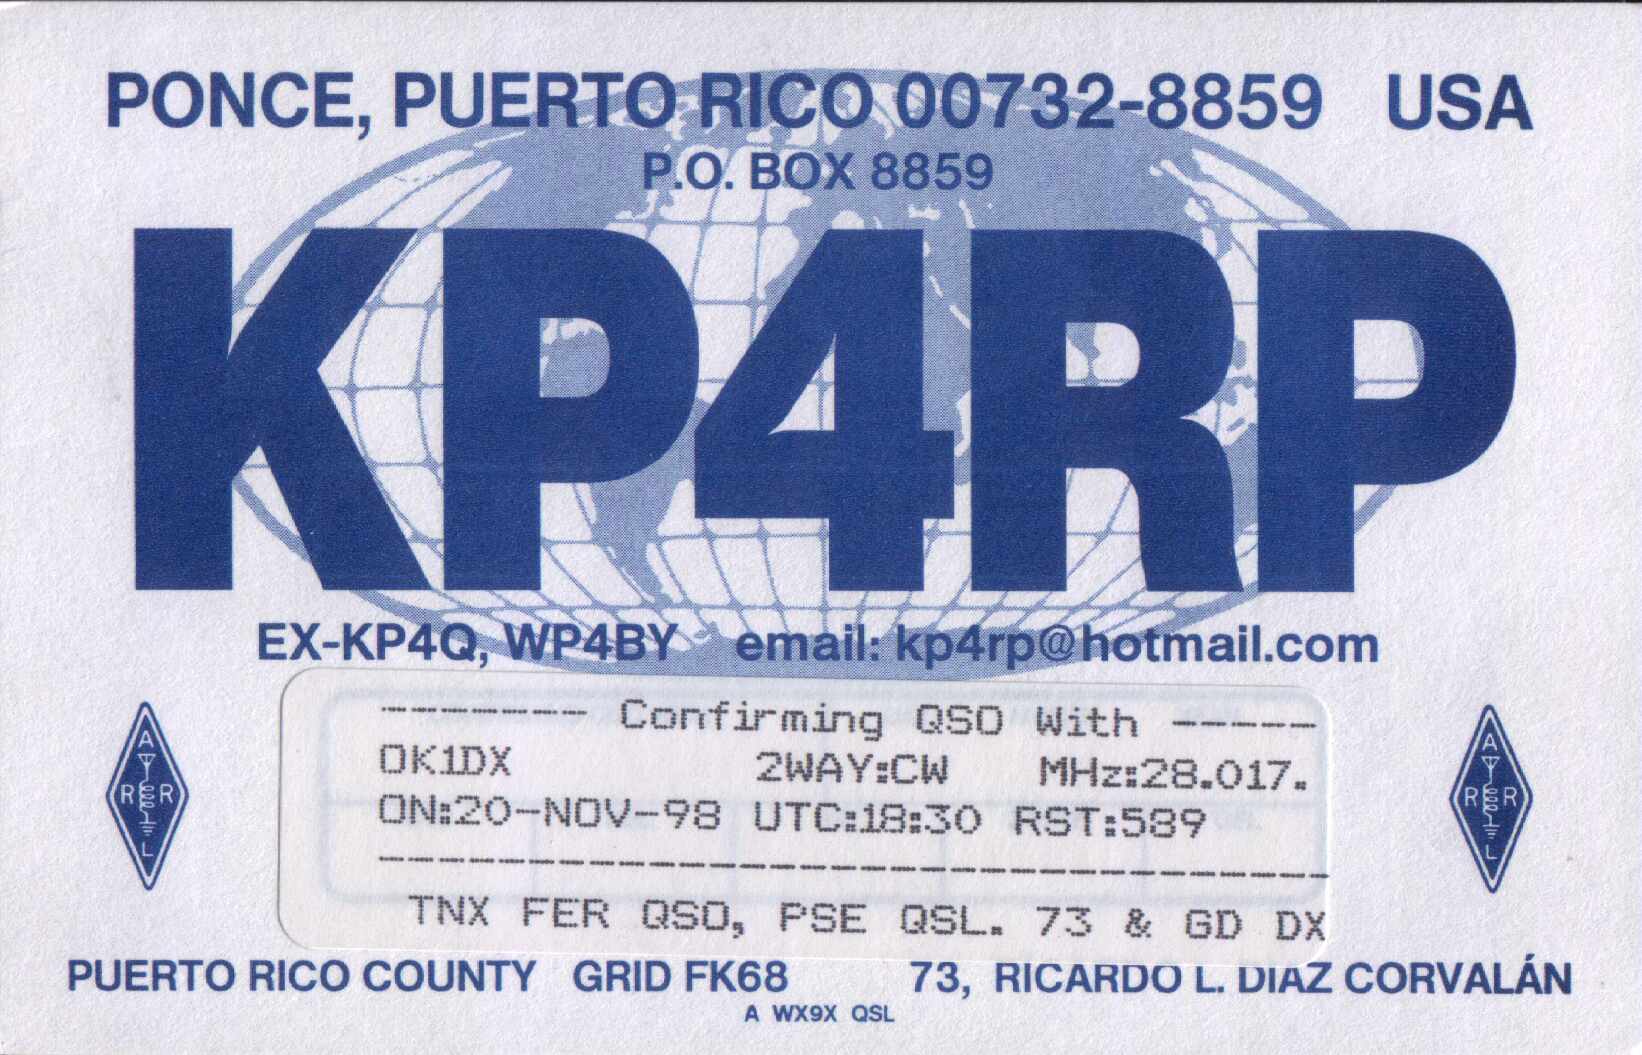 PONCE, PUERTO RICO 00732-8859 USA
P.O. BOX 8859
KP4RP
EX-KP4Q, WP4BY email: kp4rp@hotmail.com
------- Confirming QSO With -----
OK1DX 2WAY:CW MHz:28.017.
ON:20-NOV-98 UTC:18:30 RST:589
--------------------------------
TNX FER QSO, PSE QSL. 73 & GD DX
A
R R
L
A
R R
L
PUERTO RICO COUNTY GRID FK68 73, RICARDO L. DIAZ CORVALÁN
A WX9X QSL